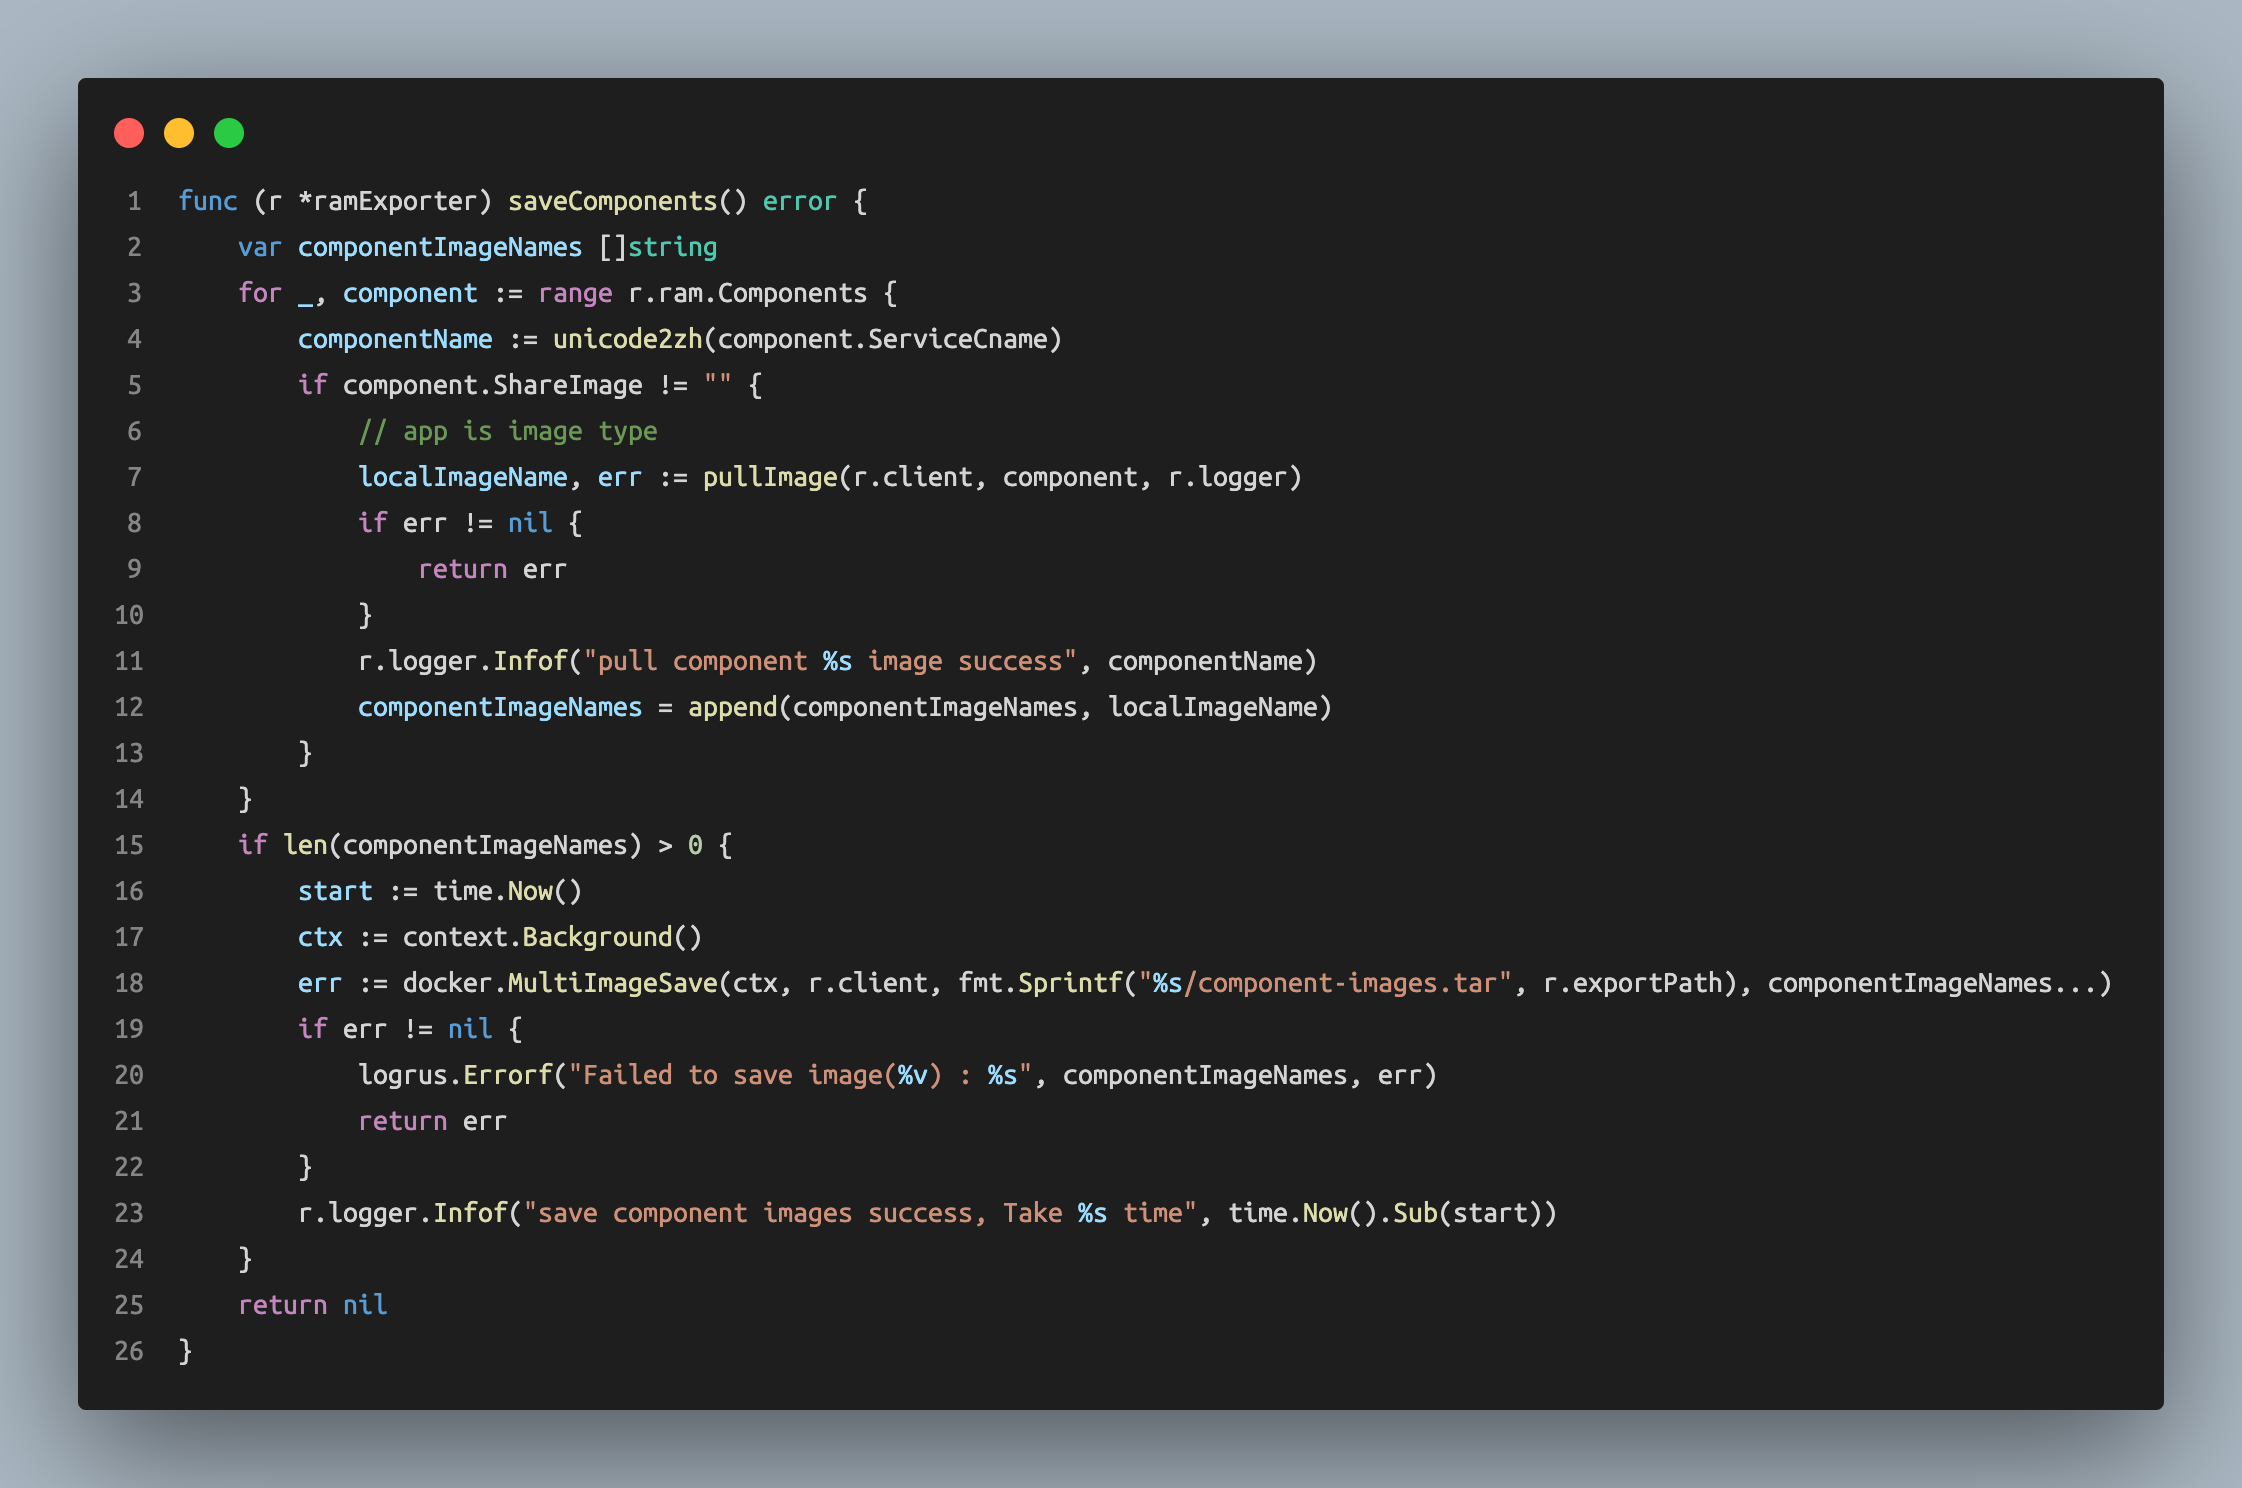 1 func (r *ramExporter) saveComponents() error {
2     var componentImageNames []string
3     for _, component := range r.ram.Components {
4         componentName := unicode2zh(component.ServiceCname)
5         if component.ShareImage != "" {
6             // app is image type
7             localImageName, err := pullImage(r.client, component, r.logger)
8             if err != nil {
9                 return err
10             }
11             r.logger.Infof("pull component %s image success", componentName)
12             componentImageNames = append(componentImageNames, localImageName)
13         }
14     }
15     if len(componentImageNames) > 0 {
16         start := time.Now()
17         ctx := context.Background()
18         err := docker.MultiImageSave(ctx, r.client, fmt.Sprintf("%s/component-images.tar", r.exportPath), componentImageNames...)
19         if err != nil {
20             logrus.Errorf("Failed to save image(%v) : %s", componentImageNames, err)
21             return err
22         }
23         r.logger.Infof("save component images success, Take %s time", time.Now().Sub(start))
24     }
25     return nil
26 }